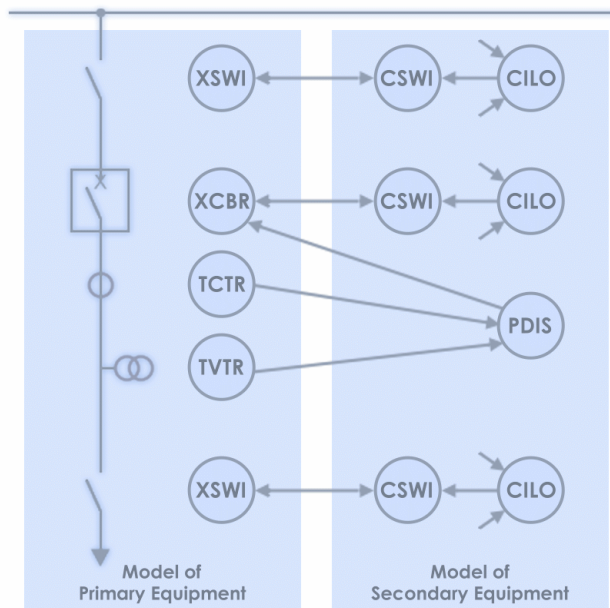 XSWI CSWI CILO
XCBR CSWI CILO
TCTR
PDIS
TVTR
XSWI CSWI CILO
Model of
Primary Equipment
Model of
Secondary Equipment